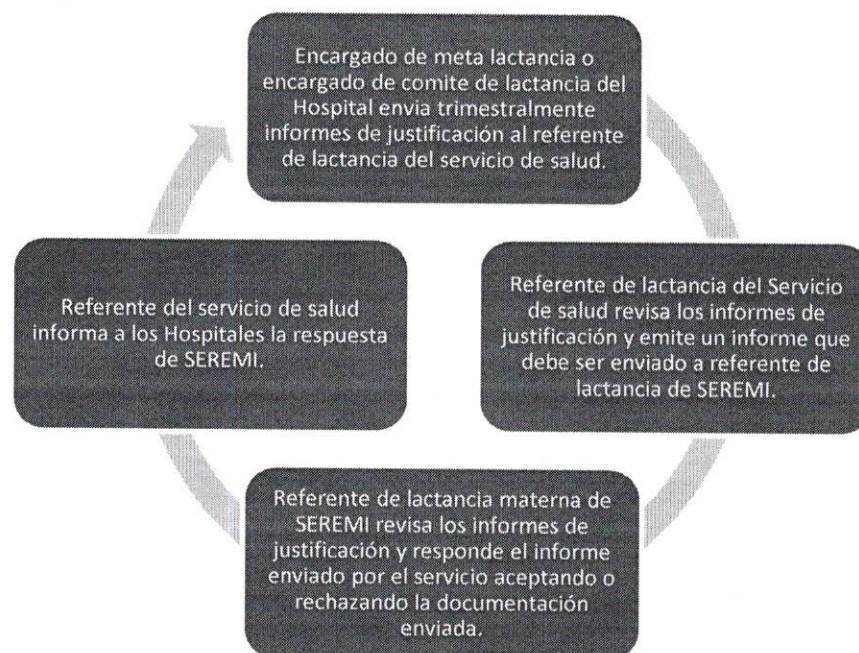 Encargado de meta lactancia o
encargado de comite de lactancia del
Hospital envia trimestralmente
informes de justificación al referente
de lactancia del servicio de salud.
Referente de lactancia del Servicio
de salud revisa los informes de
justificación y emite un informe que
debe ser enviado a referente de
lactancia de SEREMI.
Referente de lactancia materna de
SEREMI revisa los informes de
justificación y responde el informe
enviado por el servicio aceptando o
rechazando la documentación
enviada.
Referente del servicio de salud
informa a los Hospitales la respuesta
de SEREMI.